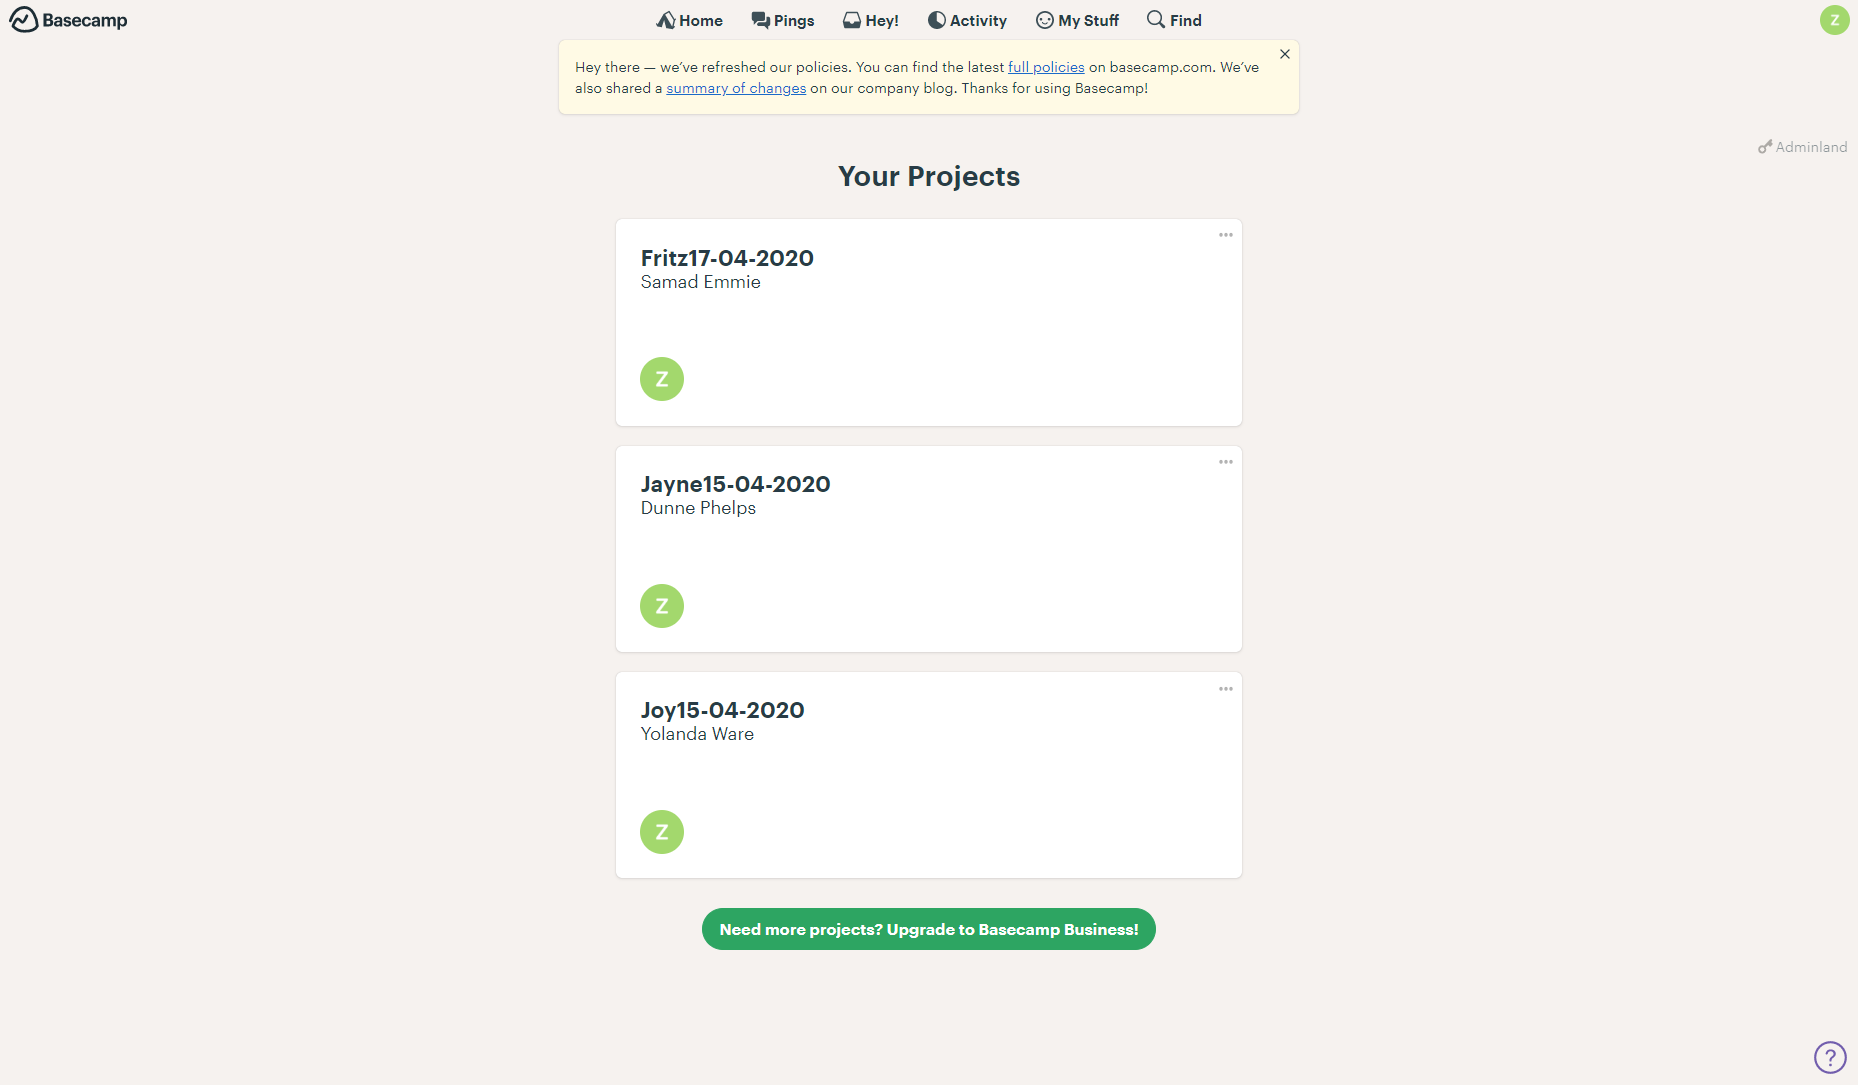 Basecamp
Home Pings Hey! Activity My Stuff Find
Z
Hey there — we’ve refreshed our policies. You can find the latest full policies on basecamp.com. We’ve
also shared a summary of changes on our company blog. Thanks for using Basecamp!
Adminland
Your Projects
Fritz17-04-2020
Samad Emmie
Z
Jayne15-04-2020
Dunne Phelps
Z
Joy15-04-2020
Yolanda Ware
Z
Need more projects? Upgrade to Basecamp Business!
?